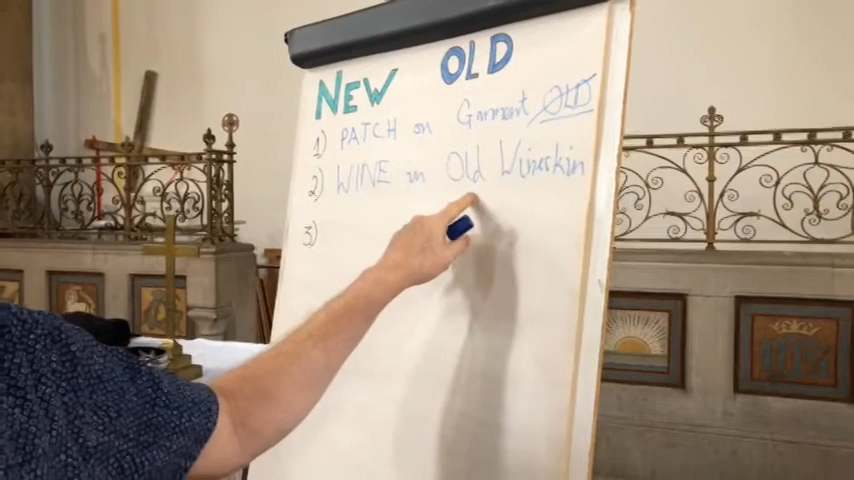 NEW OLD
1) PATCH on Garment OLD
2) WINE in Old Wineskin
3)